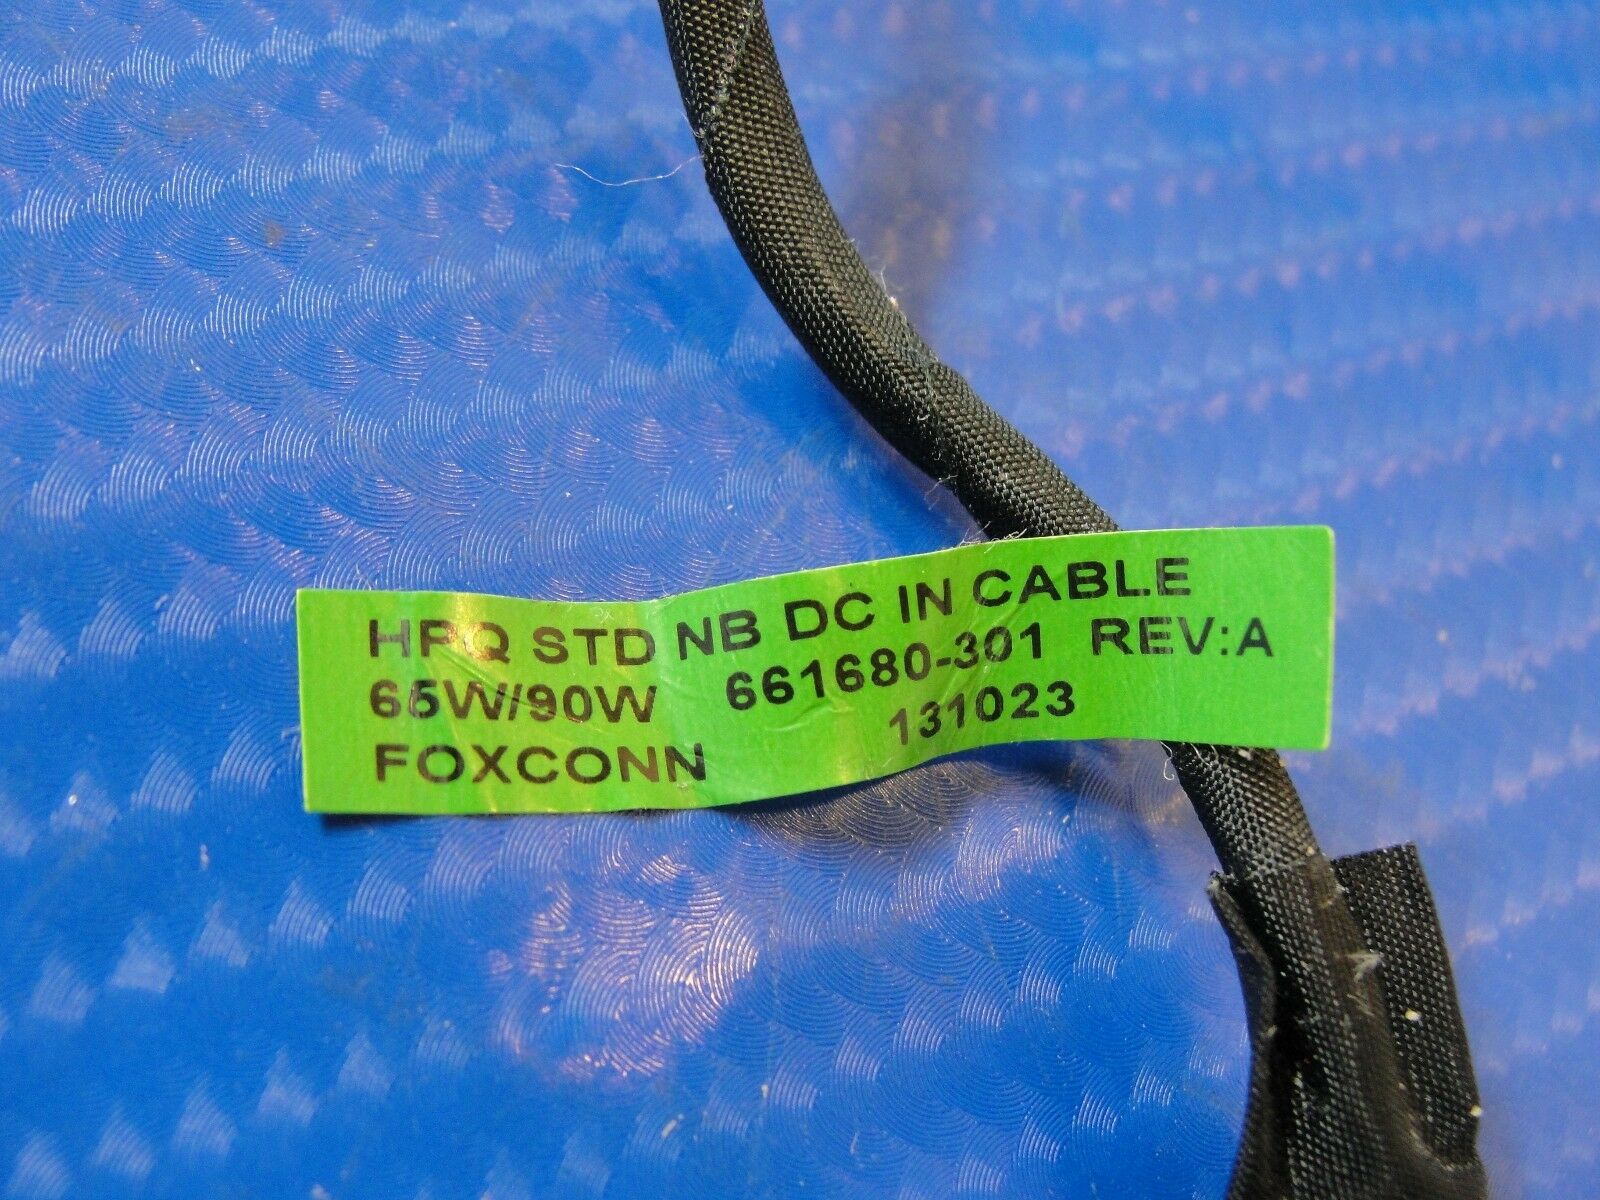 HPQ STD NB DC IN CABLE
65W/90W 661680-301 REV:A
FOXCONN 131023